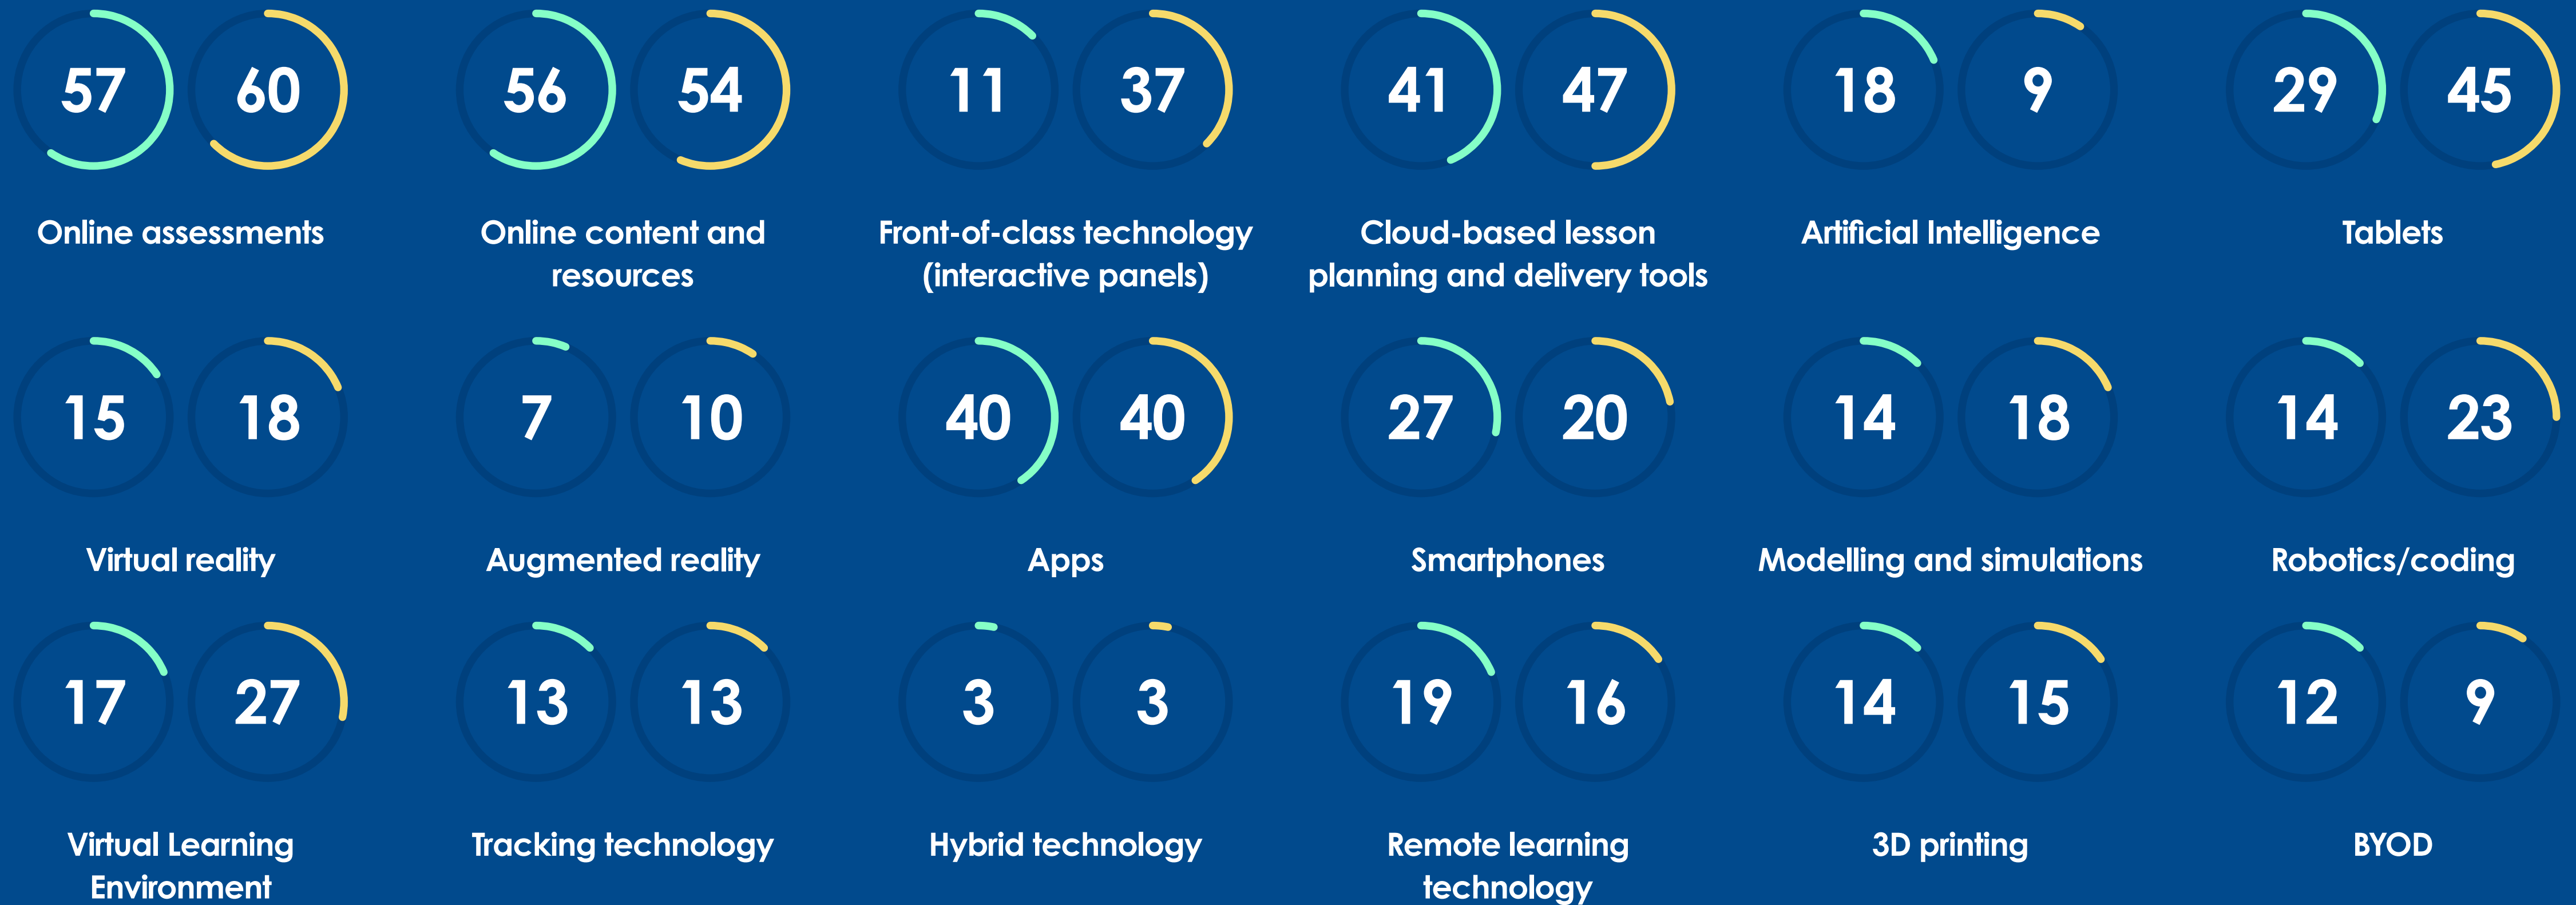 57 60 56 54 11 37 41 47 18 9 29 45
Online assessments
Online content and
resources
Front-of-class technology
(interactive panels)
Cloud-based lesson
planning and delivery tools
Artificial Intelligence
Tablets
15 18 7 10 40 40 27 20 14 18 14 23
Virtual reality
Augmented reality
Apps
Smartphones
Modelling and simulations
Robotics/coding
17 27 13 13 3 3 19 16 14 15 12 9
Virtual Learning
Environment
Tracking technology
Hybrid technology
Remote learning
technology
3D printing
BYOD